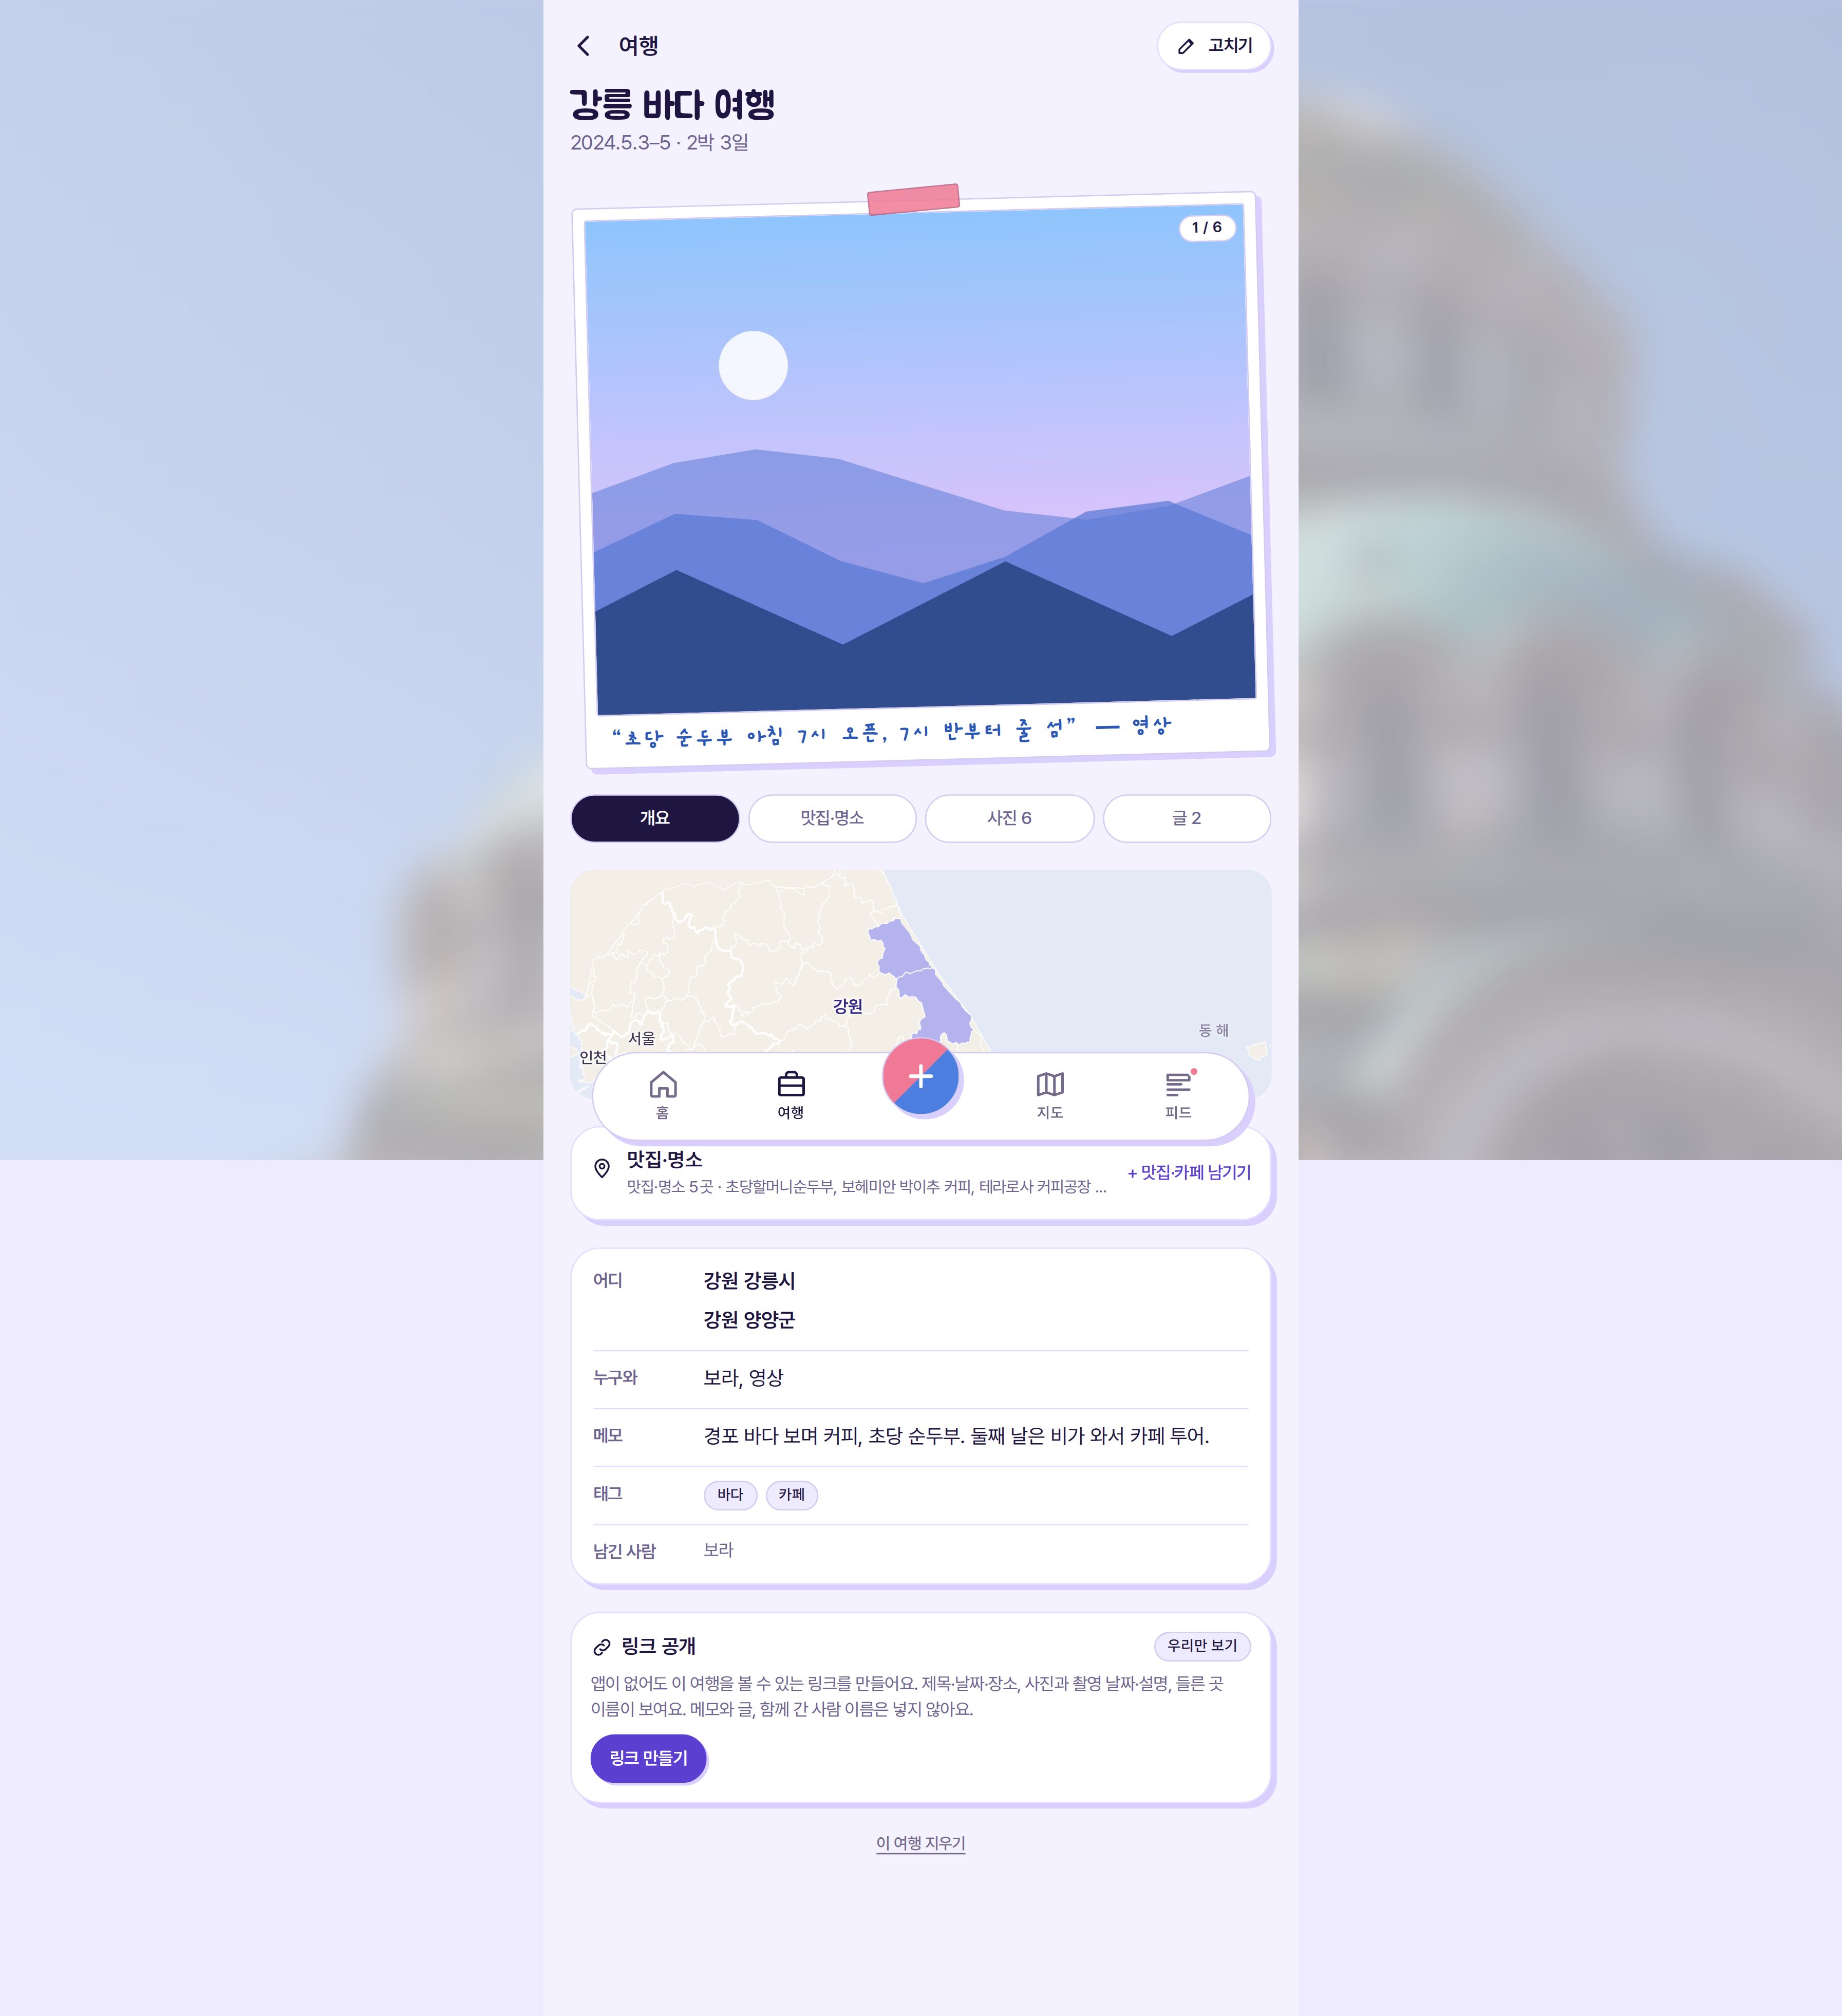 여행
고치기
강릉 바다 여행
2024.5.3–5 · 2박 3일
1 / 6
“초당 순두부 아침 7시 오픈, 7시 반부터 줄 섬” — 영상
개요
맛집·명소
사진 6
글 2
강원
서울
인천
동 해
홈
여행
지도
피드
맛집·명소
맛집·명소 5곳 · 초당할머니순두부, 보헤미안 박이추 커피, 테라로사 커피공장 ...
+ 맛집·카페 남기기
어디
강원 강릉시
강원 양양군
누구와
보라, 영상
메모
경포 바다 보며 커피, 초당 순두부. 둘째 날은 비가 와서 카페 투어.
태그
바다
카페
남긴 사람
보라
링크 공개
우리만 보기
앱이 없어도 이 여행을 볼 수 있는 링크를 만들어요. 제목·날짜·장소, 사진과 촬영 날짜·설명, 들른 곳
이름이 보여요. 메모와 글, 함께 간 사람 이름은 넣지 않아요.
링크 만들기
이 여행 지우기